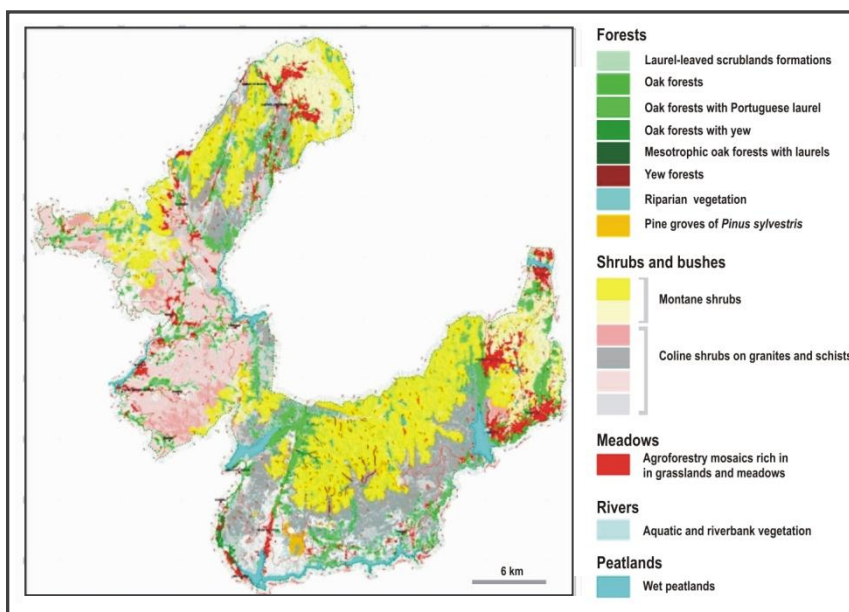 Forests
Laurel-leaved scrublands formations
Oak forests
Oak forests with Portuguese laurel
Oak forests with yew
Mesotrophic oak forests with laurels
Yew forests
Riparian vegetation
Pine groves of Pinus sylvestris
Shrubs and bushes
Montane shrubs
Coline shrubs on granites and schists
Meadows
Agroforestry mosaics rich in
in grasslands and meadows
Rivers
Aquatic and riverbank vegetation
Peatlands
Wet peatlands
6 km